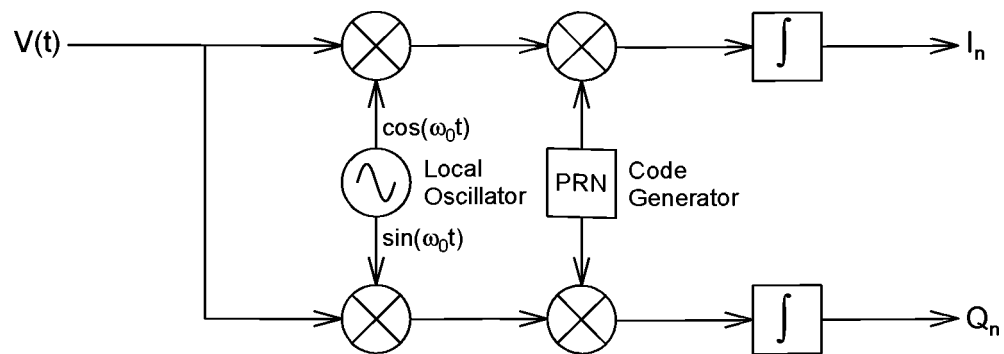 V(t)
∫
Iₙ
cos(ω₀t)
Local
Oscillator
PRN
Code
Generator
sin(ω₀t)
∫
Qₙ